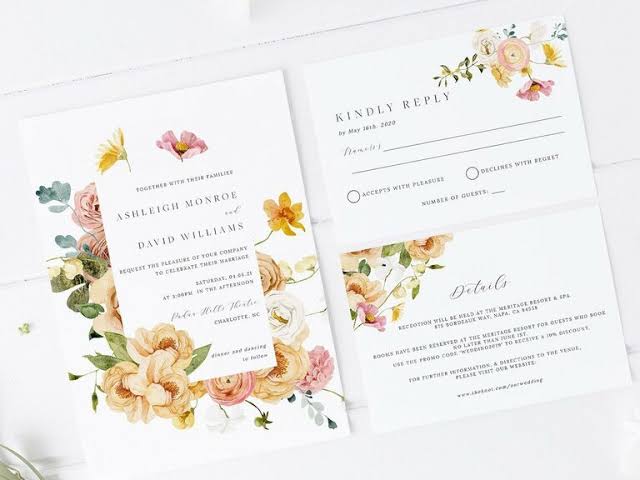 TOGETHER WITH THEIR FAMILIES
ASHLEIGH MONROE
and
DAVID WILLIAMS
REQUEST THE PLEASURE OF YOUR COMPANY
TO CELEBRATE THEIR MARRIAGE
SATURDAY, 01.05.21
AT 3:00PM IN THE AFTERNOON
Theatre
CHARLOTTE, NC
dinner and dancing
to follow
KINDLY REPLY
by May 16th, 2020
Name(s)
ACCEPTS WITH PLEASURE
DECLINES WITH REGRET
NUMBER OF GUESTS:
Details
RECEPTION WILL BE HELD AT THE MERITAGE RESORT & SPA.
875 BORDEAUX WAY, NAPA, CA 94558
ROOMS HAVE BEEN RESERVED AT THE MERITAGE RESORT FOR GUESTS WHO BOOK
NO LATER THAN JUNE 1ST.
USE THE PROMO CODE 'WEDDING2019' TO RECEIVE A 10% DISCOUNT.
FOR FURTHER INFORMATION, & DIRECTIONS TO THE VENUE,
PLEASE VISIT OUR WEBSITE.
www.theknot.com/ourwedding